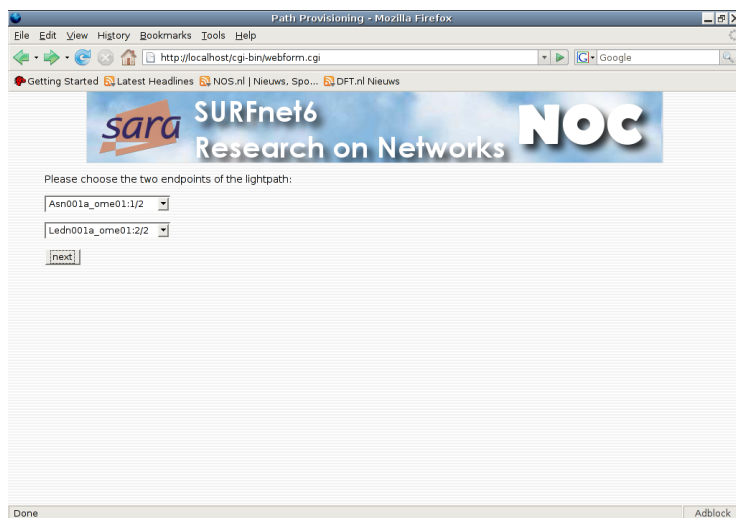 Path Provisioning - Mozilla Firefox
File Edit View History Bookmarks Tools Help
http://localhost/cgi-bin/webform.cgi
G Google
Getting Started Latest Headlines NOS.nl | Nieuws, Spo... DFT.nl Nieuws
sara SURFnet6 NOC
Research on Networks
Please choose the two endpoints of the lightpath:
Asn001a_ome01:1/2
Ledn001a_ome01:2/2
next
Done Adblock